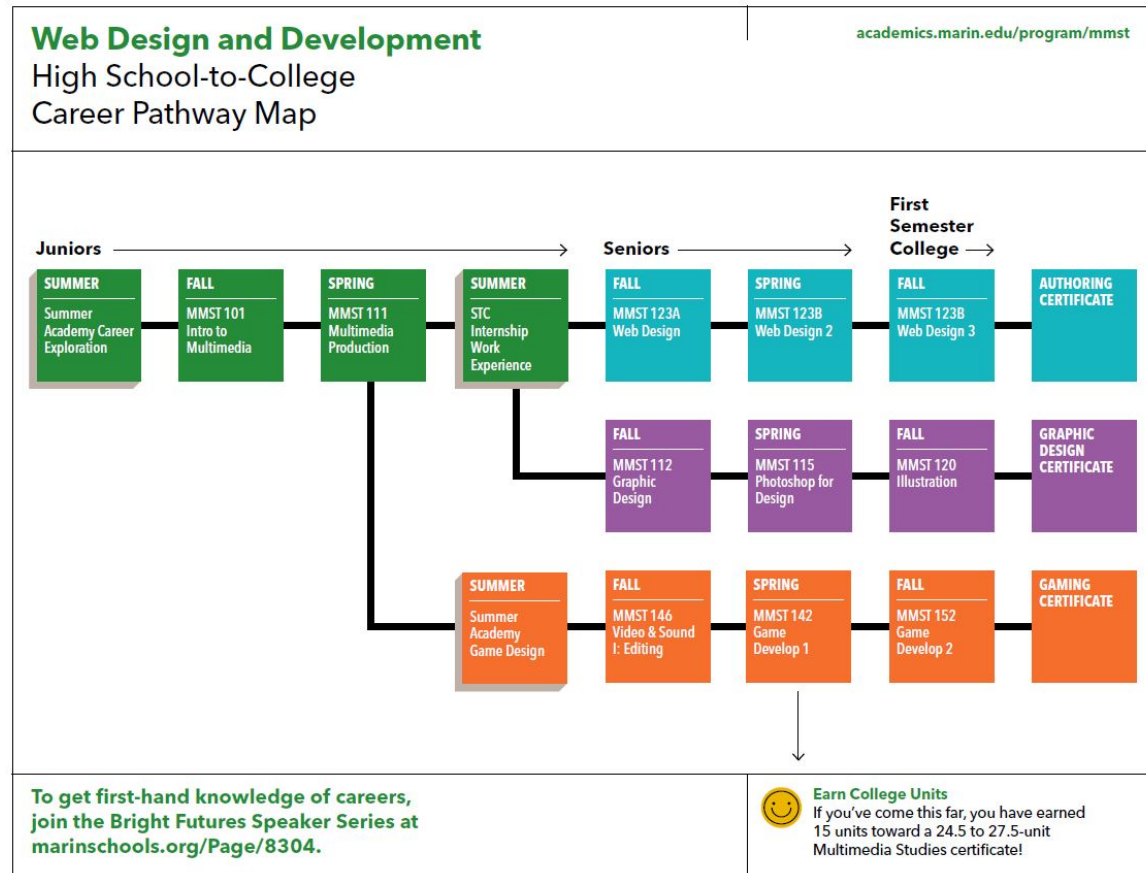 Web Design and Development
High School-to-College
Career Pathway Map
academics.marin.edu/program/mmst
Juniors
Seniors
First
Semester
College
SUMMER
Summer
Academy Career
Exploration
FALL
MMST 101
Intro to
Multimedia
SPRING
MMST 111
Multimedia
Production
SUMMER
STC
Internship
Work
Experience
FALL
MMST 123A
Web Design
SPRING
MMST 123B
Web Design 2
FALL
MMST 123B
Web Design 3
AUTHORING
CERTIFICATE
FALL
MMST 112
Graphic
Design
SPRING
MMST 115
Photoshop for
Design
FALL
MMST 120
Illustration
GRAPHIC
DESIGN
CERTIFICATE
SUMMER
Summer
Academy
Game Design
FALL
MMST 146
Video & Sound
I: Editing
SPRING
MMST 142
Game
Develop 1
FALL
MMST 152
Game
Develop 2
GAMING
CERTIFICATE
To get first-hand knowledge of careers,
join the Bright Futures Speaker Series at
marinschools.org/Page/8304.
Earn College Units
If you've come this far, you have earned
15 units toward a 24.5 to 27.5-unit
Multimedia Studies certificate!